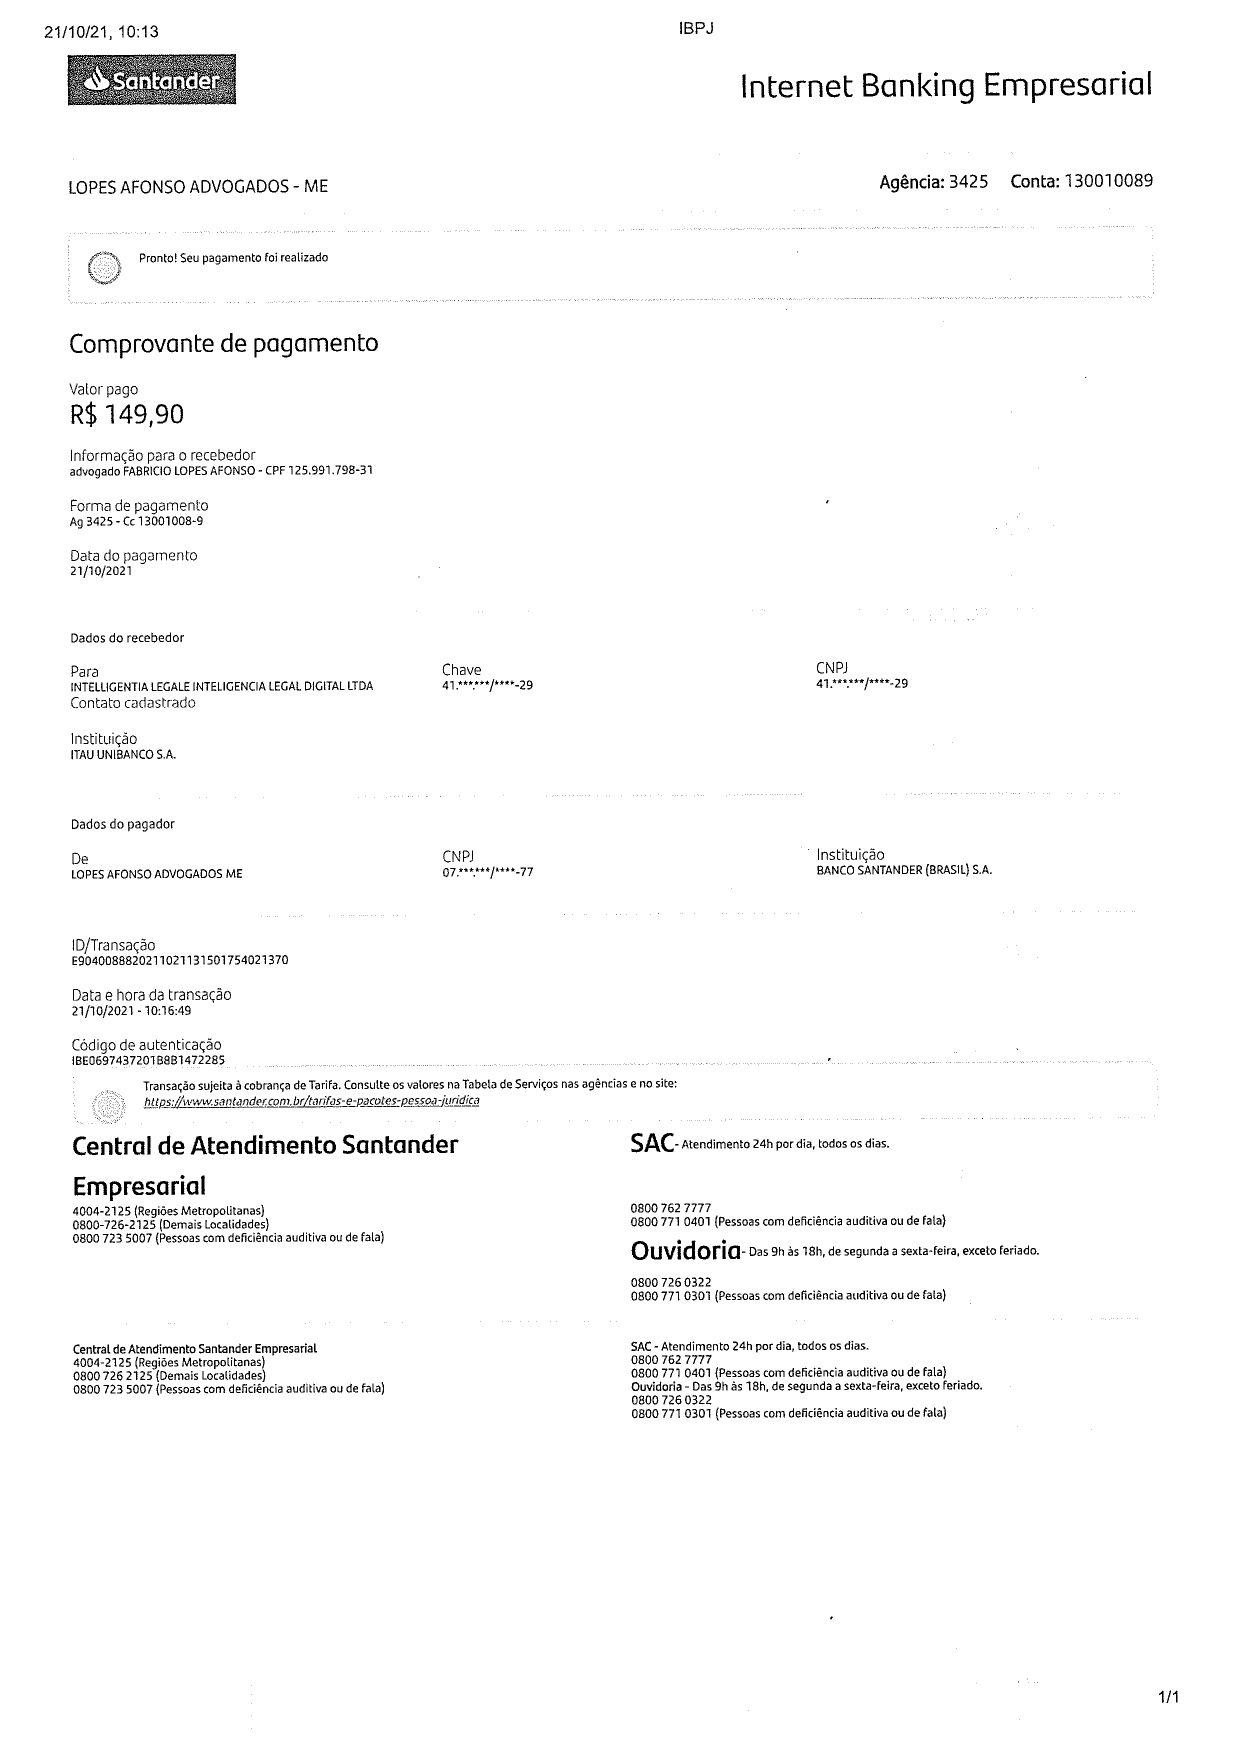 21/10/21, 10:13
IBPJ
Santander
Internet Banking Empresarial
LOPES AFONSO ADVOGADOS - ME
Agência: 3425 Conta: 130010089
Pronto! Seu pagamento foi realizado
Comprovante de pagamento
Valor pago
R$ 149,90
Informação para o recebedor
advogado FABRICIO LOPES AFONSO - CPF 125.991.798-31
Forma de pagamento
Ag 3425 - Cc 13001008-9
Data do pagamento
21/10/2021
Dados do recebedor
Para
INTELLIGENTIA LEGALE INTELIGENCIA LEGAL DIGITAL LTDA
Contato cadastrado
Chave
41.***.***/****-29
CNPJ
41.***.***/****-29
Instituição
ITAU UNIBANCO S.A.
Dados do pagador
De
LOPES AFONSO ADVOGADOS ME
CNPJ
07.***.***/****-77
Instituição
BANCO SANTANDER (BRASIL) S.A.
ID/Transação
E9040088820211021131501754021370
Data e hora da transação
21/10/2021 - 10:16:49
Código de autenticação
IBE0697437201B8B1472285
Transação sujeita à cobrança de Tarifa. Consulte os valores na Tabela de Serviços nas agências e no site:
https://www.santander.com.br/tarifas-e-pacotes-pessoa-juridica
Central de Atendimento Santander
Empresarial
4004-2125 (Regiões Metropolitanas)
0800-726-2125 (Demais Localidades)
0800 723 5007 (Pessoas com deficiência auditiva ou de fala)
SAC- Atendimento 24h por dia, todos os dias.
0800 762 7777
0800 771 0401 (Pessoas com deficiência auditiva ou de fala)
Ouvidoria- Das 9h às 18h, de segunda a sexta-feira, exceto feriado.
0800 726 0322
0800 771 0301 (Pessoas com deficiência auditiva ou de fala)
Central de Atendimento Santander Empresarial
4004-2125 (Regiões Metropolitanas)
0800 726 2125 (Demais Localidades)
0800 723 5007 (Pessoas com deficiência auditiva ou de fala)
SAC - Atendimento 24h por dia, todos os dias.
0800 762 7777
0800 771 0401 (Pessoas com deficiência auditiva ou de fala)
Ouvidoria - Das 9h às 18h, de segunda a sexta-feira, exceto feriado.
0800 726 0322
0800 771 0301 (Pessoas com deficiência auditiva ou de fala)
1/1